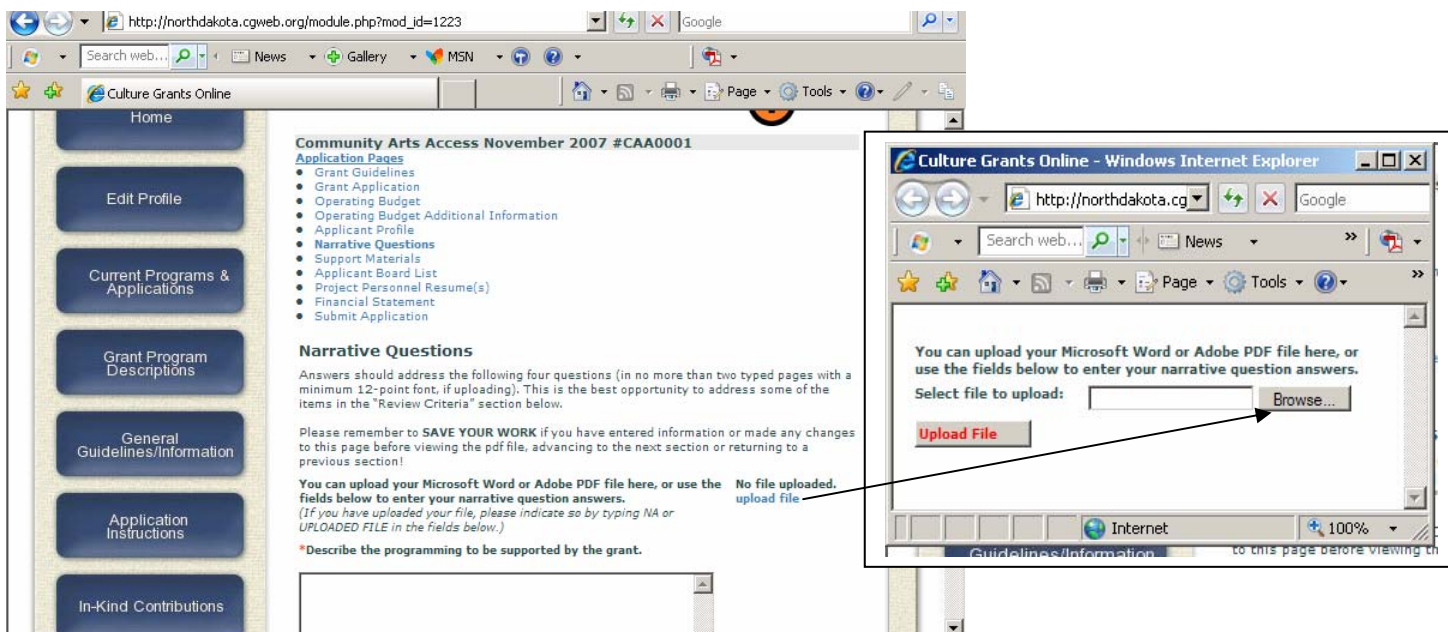 http://northdakota.cgweb.org/module.php?mod_id=1223
Google
Search web...
News
Gallery
MSN
Culture Grants Online
Page
Tools
Home
Edit Profile
Current Programs &
Applications
Grant Program
Descriptions
General
Guidelines/Information
Application
Instructions
In-Kind Contributions
Community Arts Access November 2007 #CAA0001
Application Pages
Grant Guidelines
Grant Application
Operating Budget
Operating Budget Additional Information
Applicant Profile
Narrative Questions
Support Materials
Applicant Board List
Project Personnel Resume(s)
Financial Statement
Submit Application
Narrative Questions
Answers should address the following four questions (in no more than two typed pages with a
minimum 12-point font, if uploading). This is the best opportunity to address some of the
items in the "Review Criteria" section below.
Please remember to SAVE YOUR WORK if you have entered information or made any changes
to this page before viewing the pdf file, advancing to the next section or returning to a
previous section!
You can upload your Microsoft Word or Adobe PDF file here, or use the
fields below to enter your narrative question answers.
(If you have uploaded your file, please indicate so by typing NA or
UPLOADED FILE in the fields below.)
No file uploaded.
upload file
*Describe the programming to be supported by the grant.
Culture Grants Online - Windows Internet Explorer
http://northdakota.cg
Google
Search web...
News
»
Page
Tools
»
You can upload your Microsoft Word or Adobe PDF file here, or
use the fields below to enter your narrative question answers.
Select file to upload:
Browse...
Upload File
Internet
100%
Guidelines/Information
to this page before viewing th